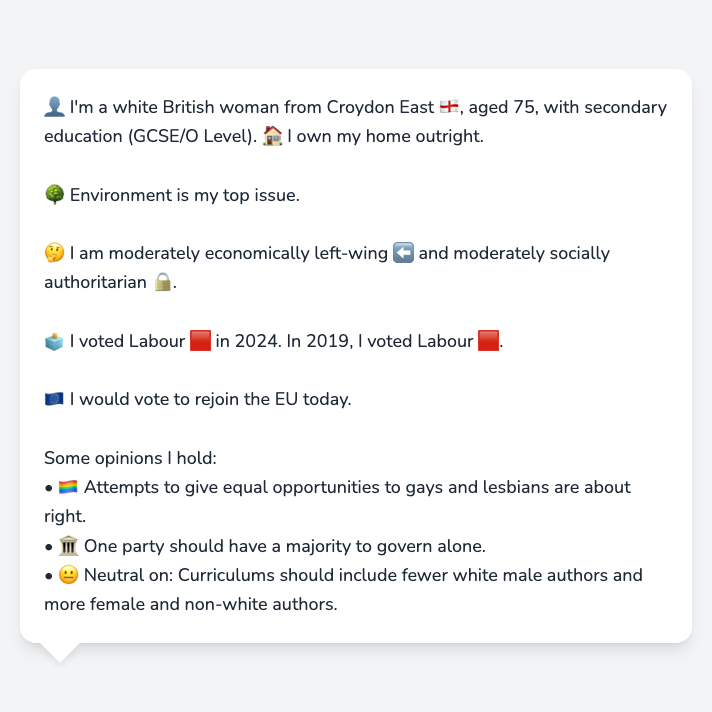 👤 I'm a white British woman from Croydon East 🏴󠁧󠁢󠁥󠁮󠁧󠁿, aged 75, with secondary
education (GCSE/O Level). 🏠 I own my home outright.
🌳 Environment is my top issue.
🤔 I am moderately economically left-wing ⬅️ and moderately socially
authoritarian 🔒.
🗳️ I voted Labour 🟥 in 2024. In 2019, I voted Labour 🟥.
🇪🇺 I would vote to rejoin the EU today.
Some opinions I hold:
• 🏳️‍🌈 Attempts to give equal opportunities to gays and lesbians are about
right.
• 🏛️ One party should have a majority to govern alone.
• 😐 Neutral on: Curriculums should include fewer white male authors and
more female and non-white authors.